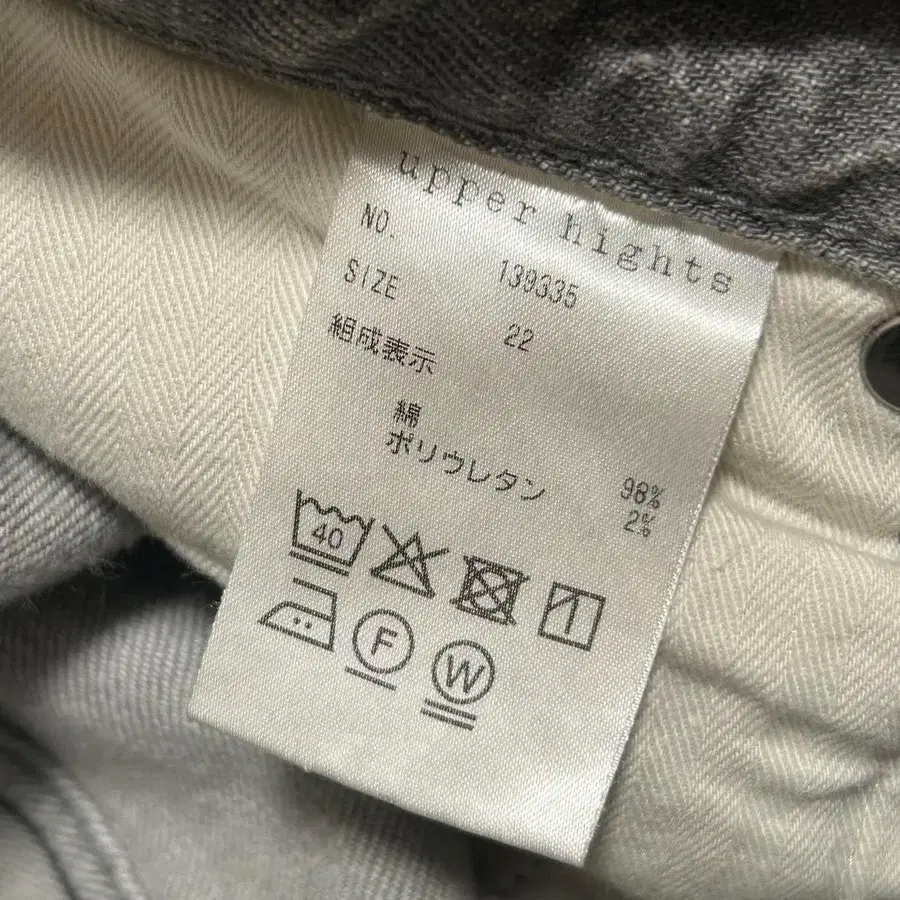 upper hights
NO. 139335
SIZE 22
組成表示
綿 98%
ポリウレタン 2%
40
F
W